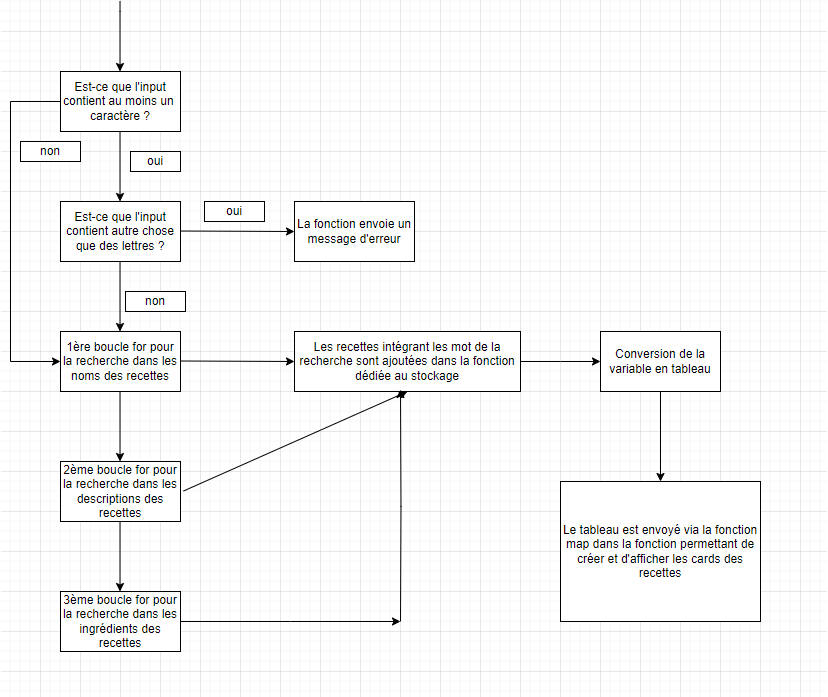 Est-ce que l'input
contient au moins un
caractère ?
non
oui
Est-ce que l'input
contient autre chose
que des lettres ?
oui
La fonction envoie un
message d'erreur
non
1ère boucle for pour
la recherche dans les
noms des recettes
Les recettes intégrant les mot de la
recherche sont ajoutées dans la fonction
dédiée au stockage
Conversion de la
variable en tableau
2ème boucle for pour
la recherche dans les
descriptions des
recettes
Le tableau est envoyé via la fonction
map dans la fonction permettant de
créer et d'afficher les cards des
recettes
3ème boucle for pour
la recherche dans les
ingrédients des
recettes